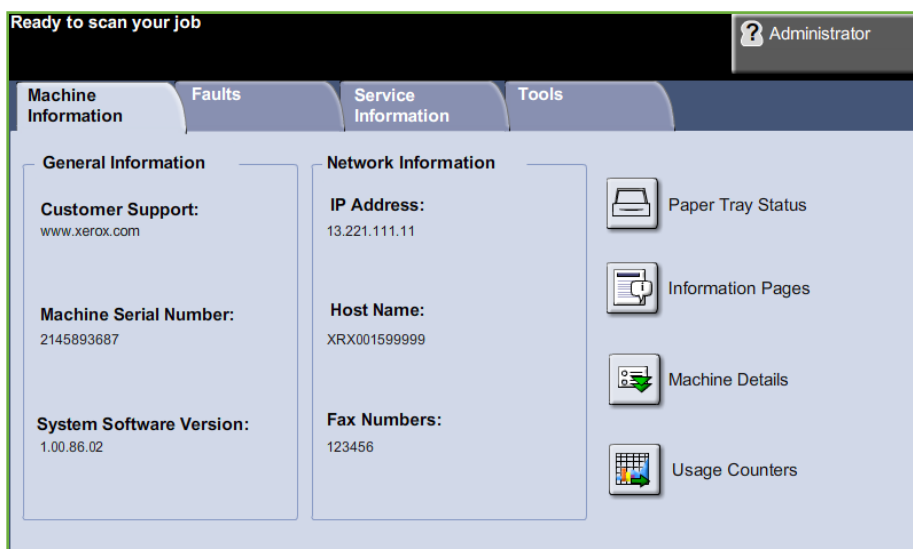 Ready to scan your job
Administrator
Machine
Information
Faults
Service
Information
Tools
General Information
Customer Support:
www.xerox.com
Machine Serial Number:
2145893687
System Software Version:
1.00.86.02
Network Information
IP Address:
13.221.111.11
Host Name:
XRX001599999
Fax Numbers:
123456
Paper Tray Status
Information Pages
Machine Details
Usage Counters